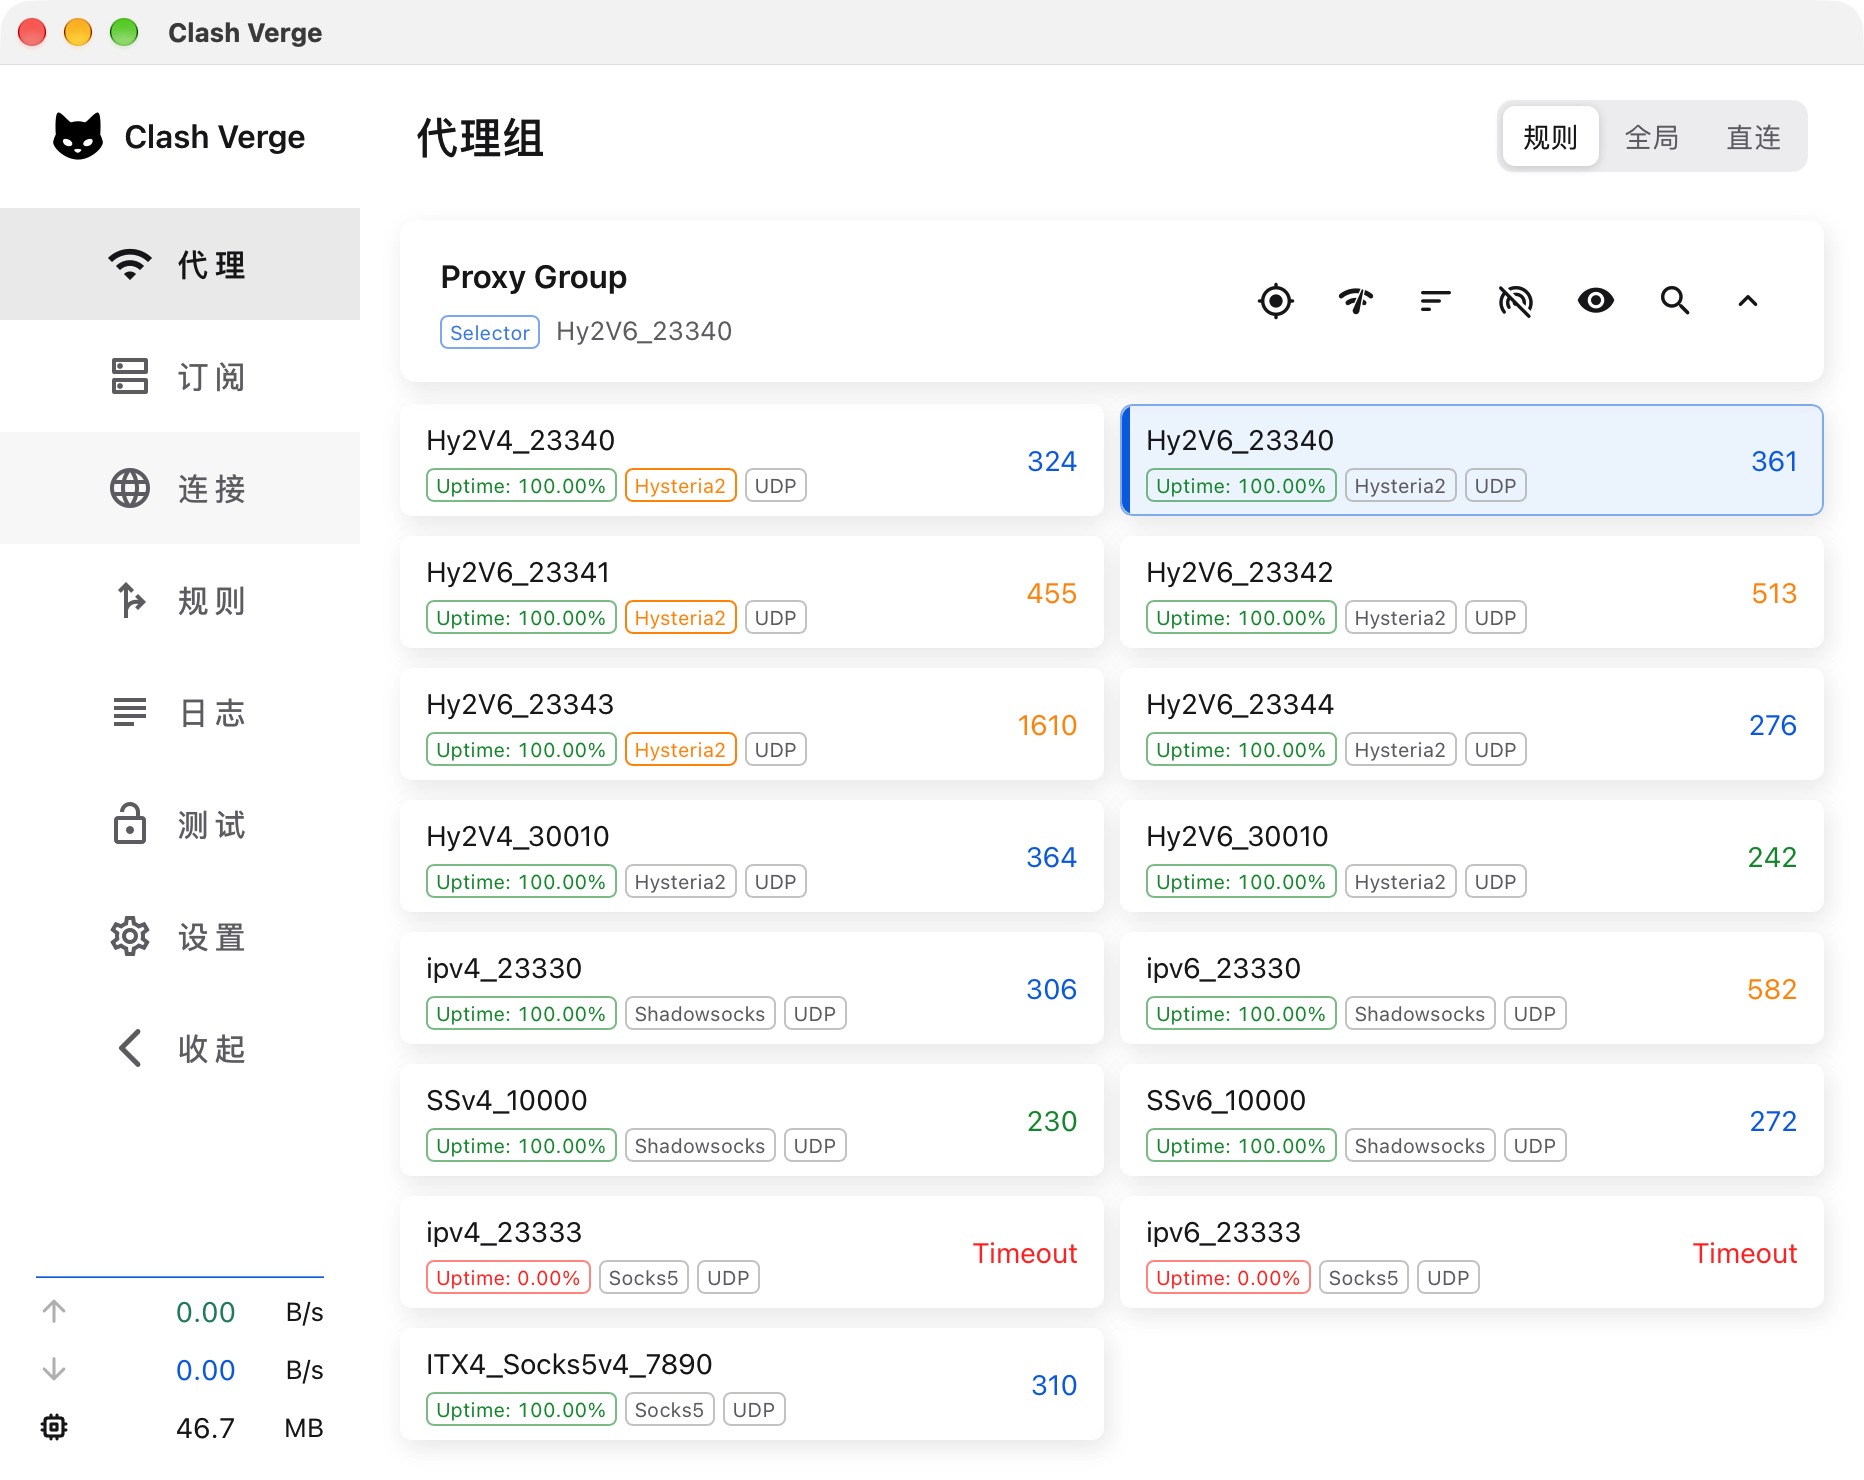 Clash Verge
Clash Verge
代理
订阅
连接
规则
日志
测试
设置
收起
0.00 B/s
0.00 B/s
46.7 MB
代理组
规则 全局 直连
Proxy Group
Selector Hy2V6_23340
Hy2V4_23340
324
Uptime: 100.00% Hysteria2 UDP
Hy2V6_23340
361
Uptime: 100.00% Hysteria2 UDP
Hy2V6_23341
455
Uptime: 100.00% Hysteria2 UDP
Hy2V6_23342
513
Uptime: 100.00% Hysteria2 UDP
Hy2V6_23343
1610
Uptime: 100.00% Hysteria2 UDP
Hy2V6_23344
276
Uptime: 100.00% Hysteria2 UDP
Hy2V4_30010
364
Uptime: 100.00% Hysteria2 UDP
Hy2V6_30010
242
Uptime: 100.00% Hysteria2 UDP
ipv4_23330
306
Uptime: 100.00% Shadowsocks UDP
ipv6_23330
582
Uptime: 100.00% Shadowsocks UDP
SSv4_10000
230
Uptime: 100.00% Shadowsocks UDP
SSv6_10000
272
Uptime: 100.00% Shadowsocks UDP
ipv4_23333
Timeout
Uptime: 0.00% Socks5 UDP
ipv6_23333
Timeout
Uptime: 0.00% Socks5 UDP
ITX4_Socks5v4_7890
310
Uptime: 100.00% Socks5 UDP